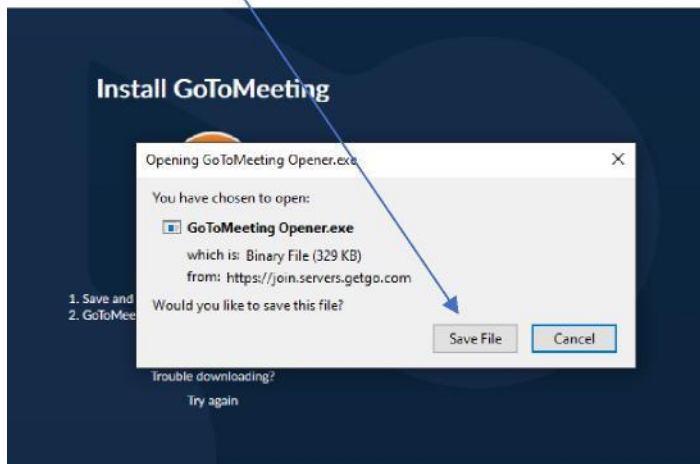 Install GoToMeeting
Opening GoToMeeting Opener.exe
You have chosen to open:
GoToMeeting Opener.exe
which is: Binary File (329 KB)
from: https://join.servers.getgo.com
Would you like to save this file?
1. Save and
2. GoToMee
Save File Cancel
Trouble downloading?
Try again